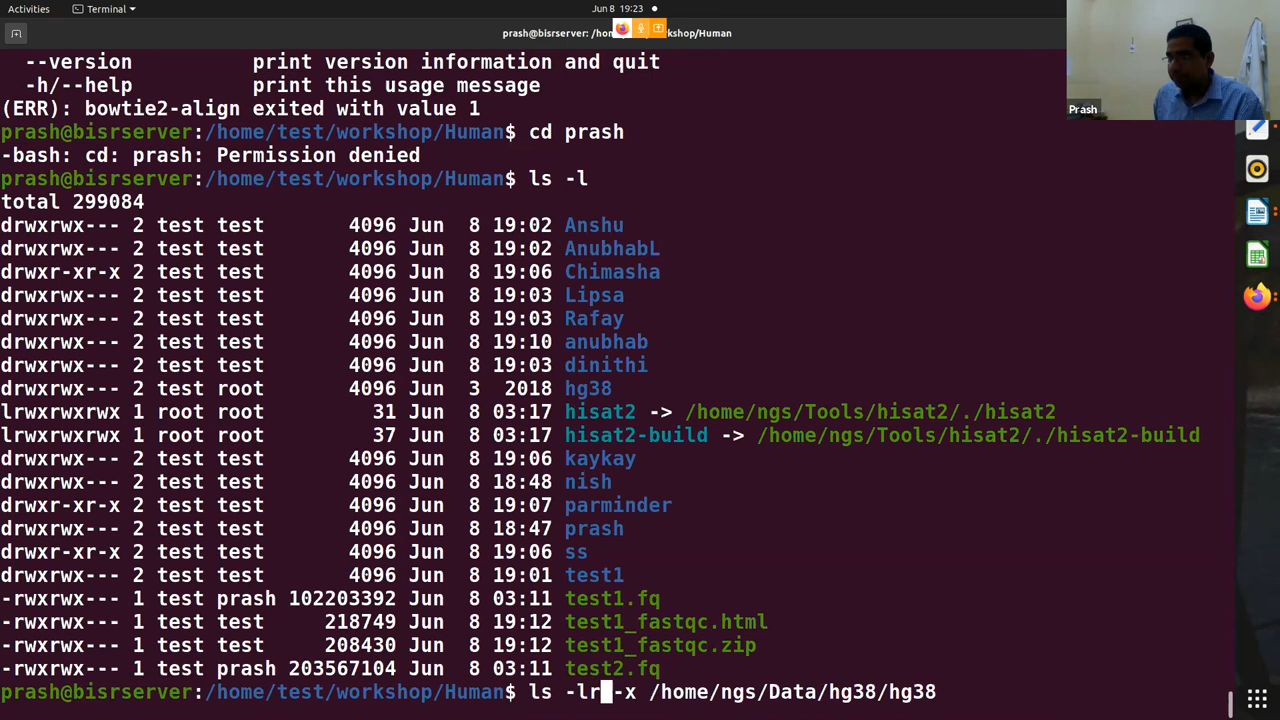 Activities Terminal Jun 8 19:23
prash@bisrserver: /hom kshop/Human
--version print version information and quit
-h/--help print this usage message
(ERR): bowtie2-align exited with value 1
prash@bisrserver:/home/test/workshop/Human$ cd prash
-bash: cd: prash: Permission denied
prash@bisrserver:/home/test/workshop/Human$ ls -l
total 299084
drwxrwx--- 2 test test 4096 Jun 8 19:02 Anshu
drwxrwx--- 2 test test 4096 Jun 8 19:02 AnubhabL
drwxr-xr-x 2 test test 4096 Jun 8 19:06 Chimasha
drwxrwx--- 2 test test 4096 Jun 8 19:03 Lipsa
drwxrwx--- 2 test test 4096 Jun 8 19:03 Rafay
drwxrwx--- 2 test test 4096 Jun 8 19:10 anubhab
drwxrwx--- 2 test test 4096 Jun 8 19:03 dinithi
drwxrwx--- 2 test root 4096 Jun 3 2018 hg38
lrwxrwxrwx 1 root root 31 Jun 8 03:17 hisat2 -> /home/ngs/Tools/hisat2/./hisat2
lrwxrwxrwx 1 root root 37 Jun 8 03:17 hisat2-build -> /home/ngs/Tools/hisat2/./hisat2-build
drwxrwx--- 2 test test 4096 Jun 8 19:06 kaykay
drwxrwx--- 2 test test 4096 Jun 8 18:48 nish
drwxr-xr-x 2 test test 4096 Jun 8 19:07 parminder
drwxrwx--- 2 test test 4096 Jun 8 18:47 prash
drwxr-xr-x 2 test test 4096 Jun 8 19:06 ss
drwxrwx--- 2 test test 4096 Jun 8 19:01 test1
-rwxrwx--- 1 test prash 102203392 Jun 8 03:11 test1.fq
-rwxrwx--- 1 test test 218749 Jun 8 19:12 test1_fastqc.html
-rwxrwx--- 1 test test 208430 Jun 8 19:12 test1_fastqc.zip
-rwxrwx--- 1 test prash 203567104 Jun 8 03:11 test2.fq
prash@bisrserver:/home/test/workshop/Human$ ls -lr -x /home/ngs/Data/hg38/hg38
Prash